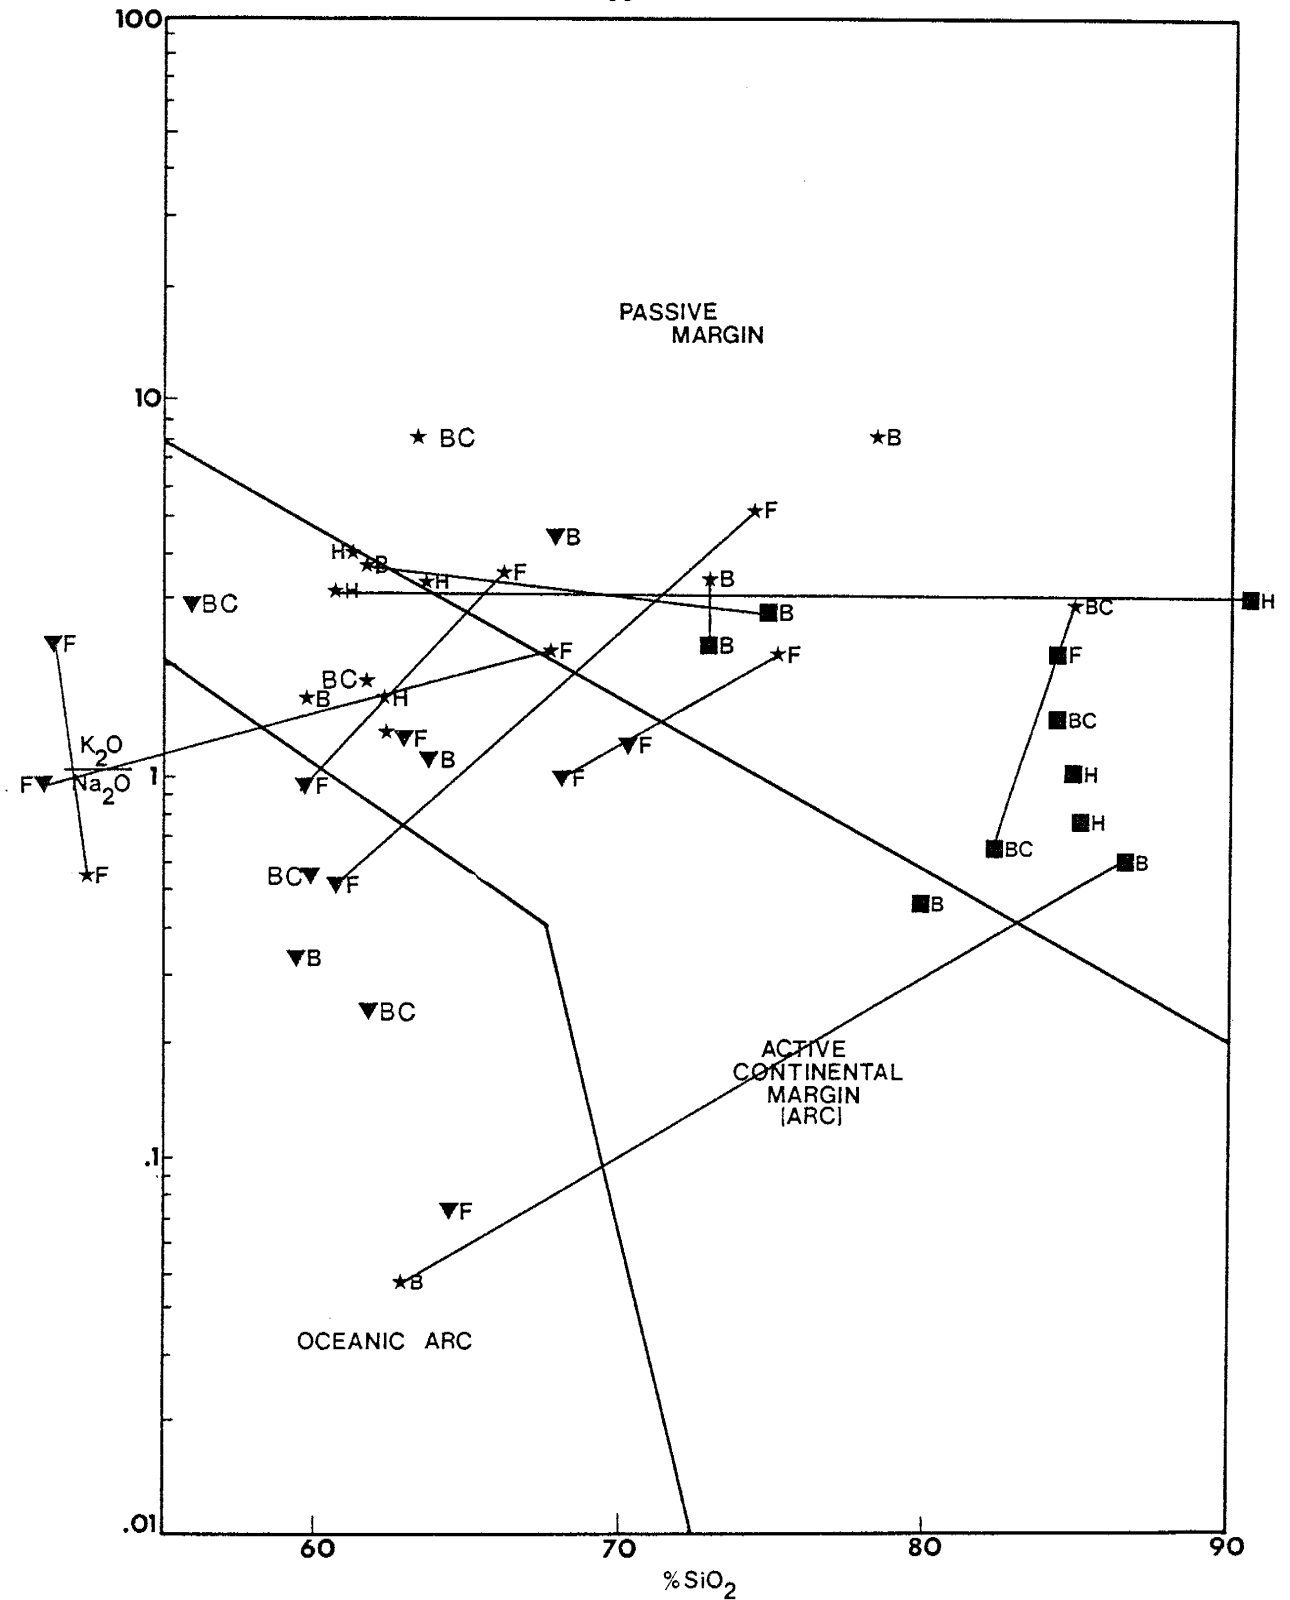 100
PASSIVE
MARGIN
10
BC
B
F
B
H
B
F
H
B
H
H
BC
B
BC
F
B
F
F
F
BC
BC
B
H
F
BC
F
B
F
K2O
Na2O
1
F
F
F
H
H
BC
F
BC
F
B
B
B
BC
ACTIVE
CONTINENTAL
MARGIN
(ARC)
.1
F
B
OCEANIC ARC
.01
60
70
80
90
%SiO2